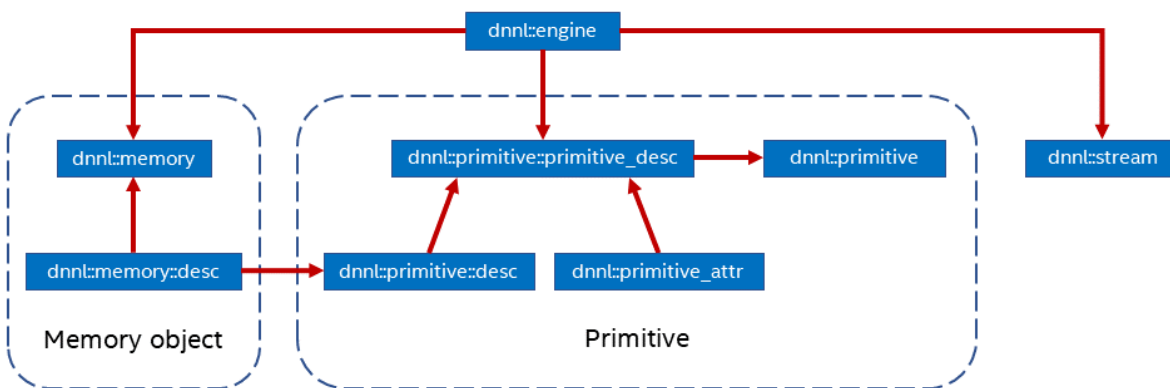 dnnl::engine
dnnl::memory
dnnl::primitive::primitive_desc
dnnl::primitive
dnnl::stream
dnnl::memory::desc
dnnl::primitive::desc
dnnl::primitive_attr
Memory object
Primitive